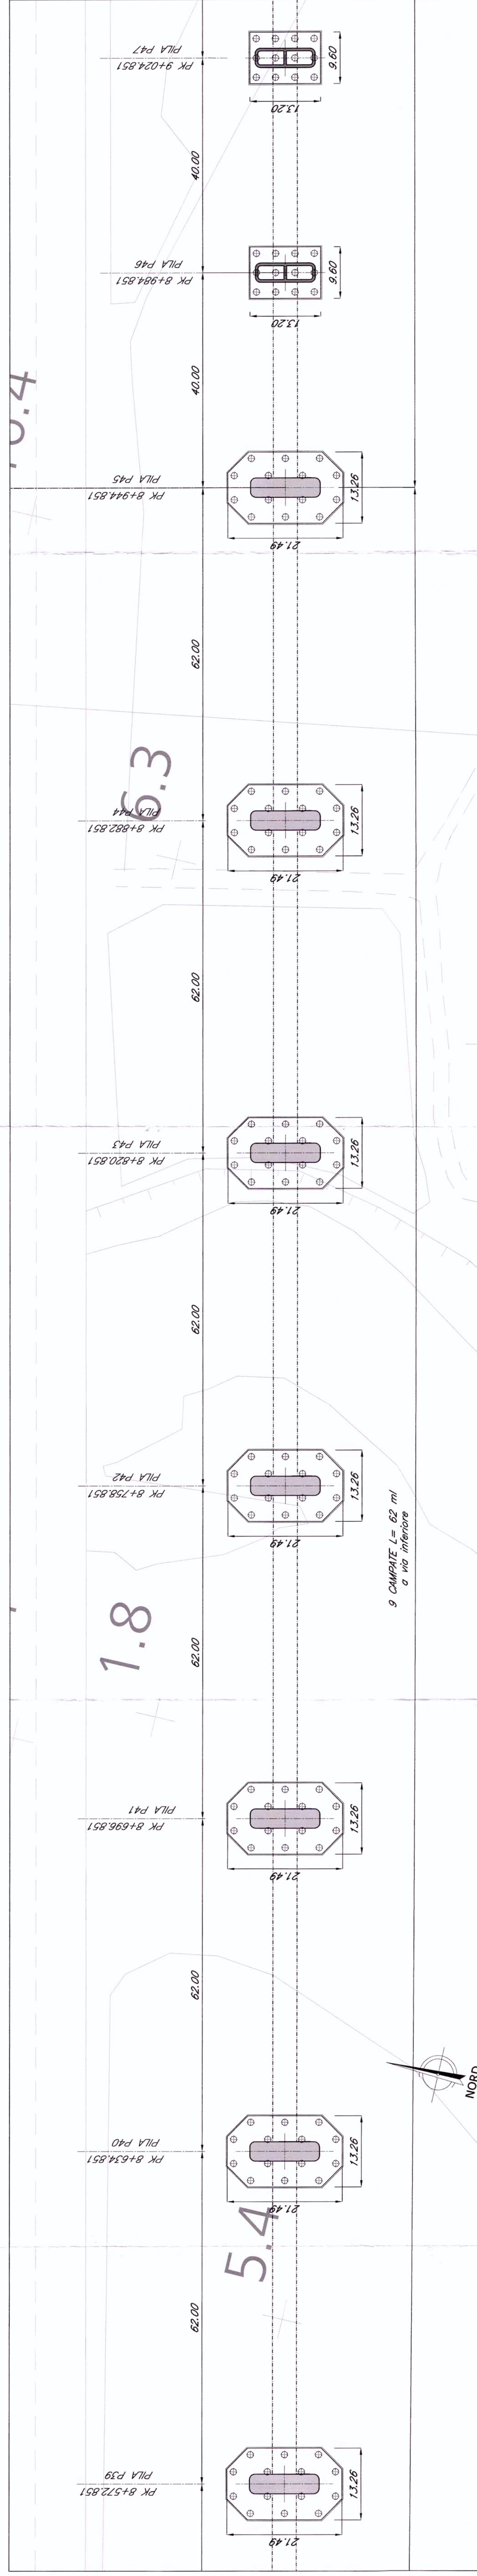 PILA P47
PK 9+024.851
9.60
13.20
40.00
PILA P46
PK 8+984.851
9.60
13.20
40.00
PILA P45
PK 8+944.851
13.26
21.49
62.00
6.3
PILA P44
PK 8+882.851
13.26
21.49
62.00
PILA P43
PK 8+820.851
13.26
21.49
62.00
PILA P42
PK 8+758.851
13.26
21.49
9 CAMPATE L= 62 ml
a via inferiore
1.8
62.00
PILA P41
PK 8+696.851
13.26
21.49
62.00
NORD
PILA P40
PK 8+634.851
13.26
21.49
5.4
62.00
PILA P39
PK 8+572.851
13.26
21.49